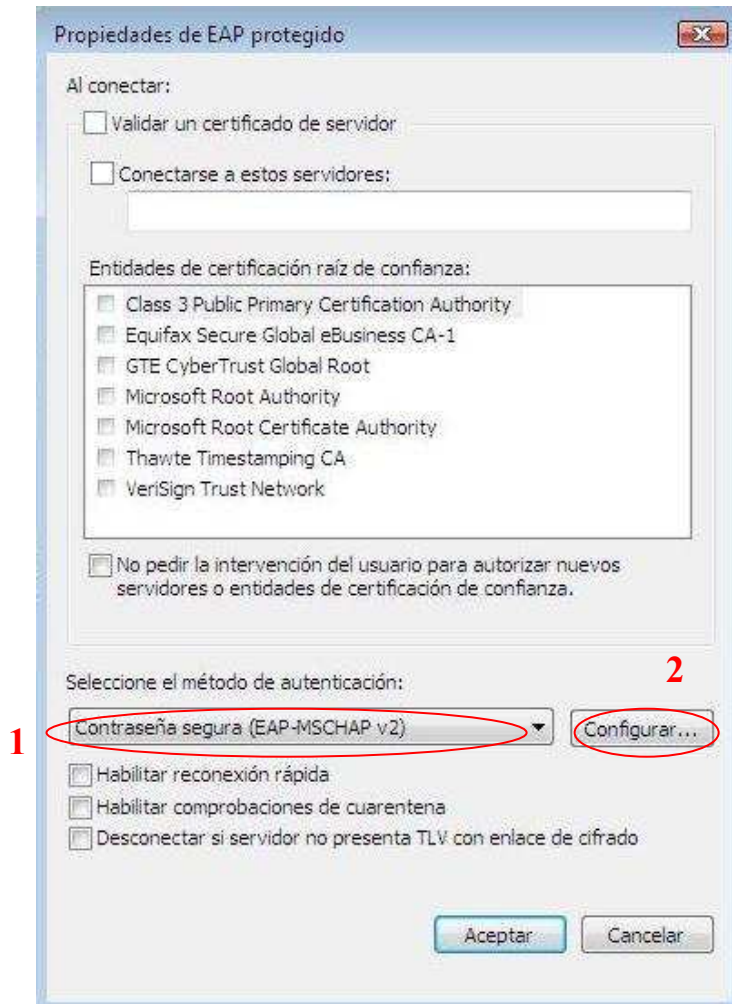 Propiedades de EAP protegido
Al conectar:
Validar un certificado de servidor
Conectarse a estos servidores:
Entidades de certificación raíz de confianza:
Class 3 Public Primary Certification Authority
Equifax Secure Global eBusiness CA-1
GTE CyberTrust Global Root
Microsoft Root Authority
Microsoft Root Certificate Authority
Thawte Timestamping CA
VeriSign Trust Network
No pedir la intervención del usuario para autorizar nuevos
servidores o entidades de certificación de confianza.
Seleccione el método de autenticación:
2
1 Contraseña segura (EAP-MSCHAP v2) Configurar...
Habilitar reconexión rápida
Habilitar comprobaciones de cuarentena
Desconectar si servidor no presenta TLV con enlace de cifrado
Aceptar Cancelar